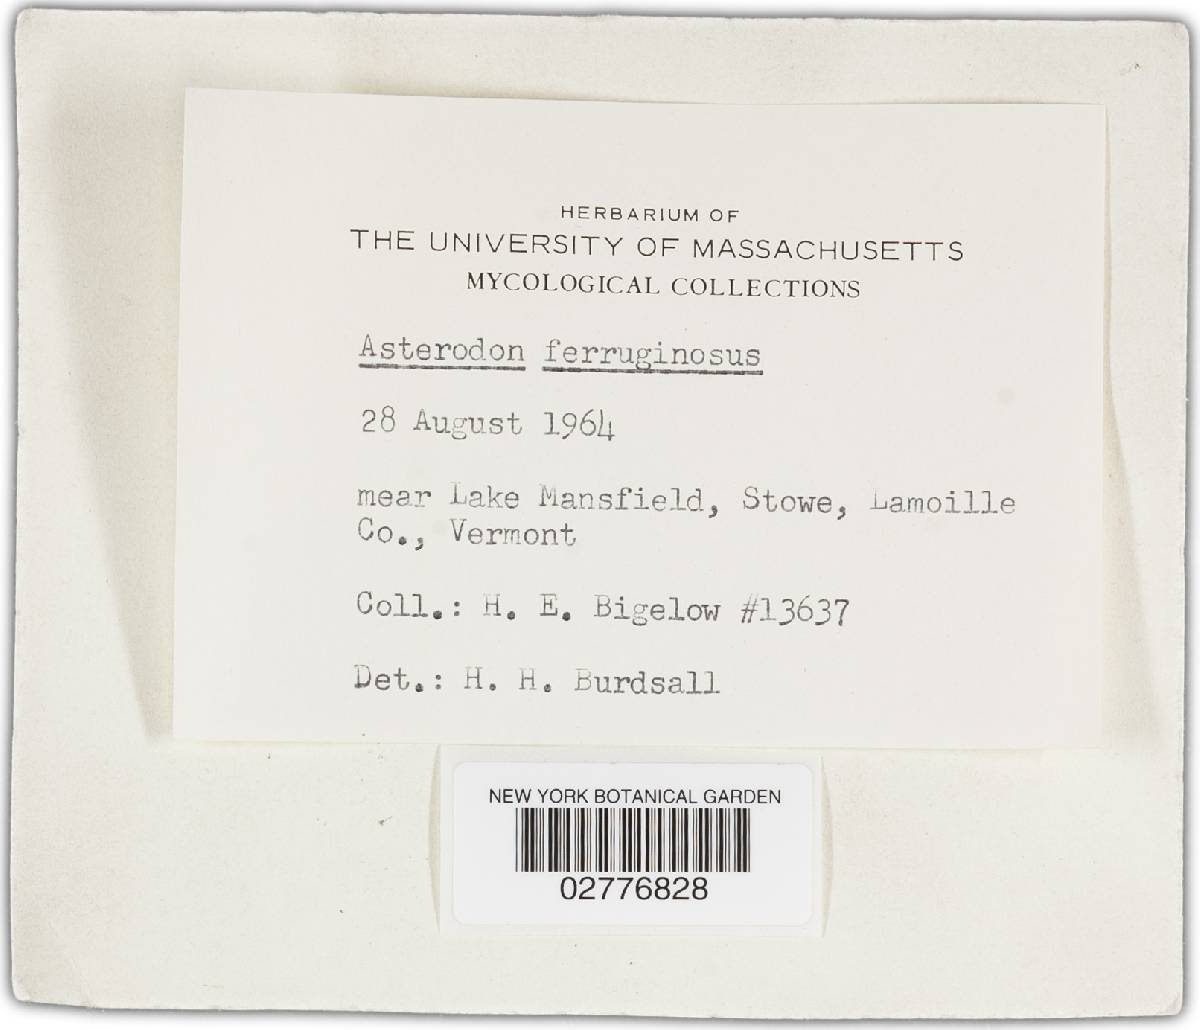 HERBARIUM OF
THE UNIVERSITY OF MASSACHUSETTS
MYCOLOGICAL COLLECTIONS
Asterodon ferruginosus
28 August 1964
mear Lake Mansfield, Stowe, Lamoille
Co., Vermont
Coll.: H. E. Bigelow #13637
Det.: H. H. Burdsall
NEW YORK BOTANICAL GARDEN
02776828